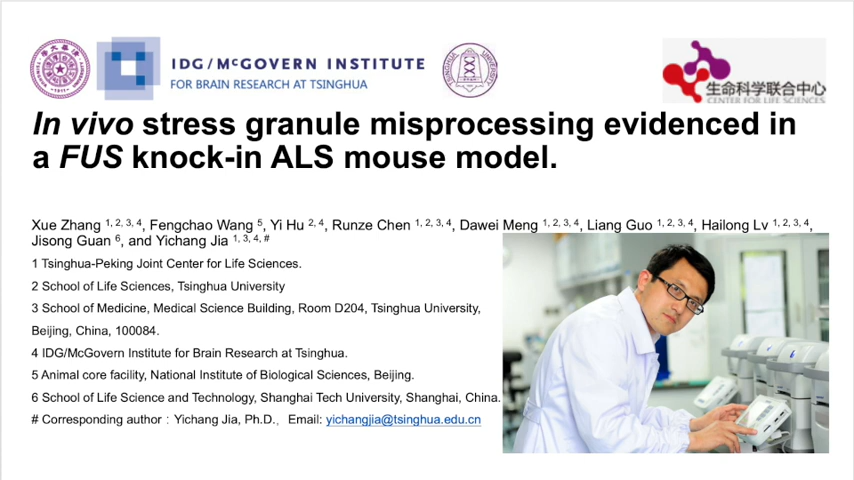 IDG/McGOVERN INSTITUTE
FOR BRAIN RESEARCH AT TSINGHUA
生命科学联合中心
CENTER FOR LIFE SCIENCES
In vivo stress granule misprocessing evidenced in
a FUS knock-in ALS mouse model.
Xue Zhang 1, 2, 3, 4, Fengchao Wang 5, Yi Hu 2, 4, Runze Chen 1, 2, 3, 4, Dawei Meng 1, 2, 3, 4, Liang Guo 1, 2, 3, 4, Hailong Lv 1, 2, 3, 4,
Jisong Guan 6, and Yichang Jia 1, 3, 4, #
1 Tsinghua-Peking Joint Center for Life Sciences.
2 School of Life Sciences, Tsinghua University
3 School of Medicine, Medical Science Building, Room D204, Tsinghua University,
Beijing, China, 100084.
4 IDG/McGovern Institute for Brain Research at Tsinghua.
5 Animal core facility, National Institute of Biological Sciences, Beijing.
6 School of Life Science and Technology, Shanghai Tech University, Shanghai, China.
# Corresponding author：Yichang Jia, Ph.D.，Email: yichangjia@tsinghua.edu.cn